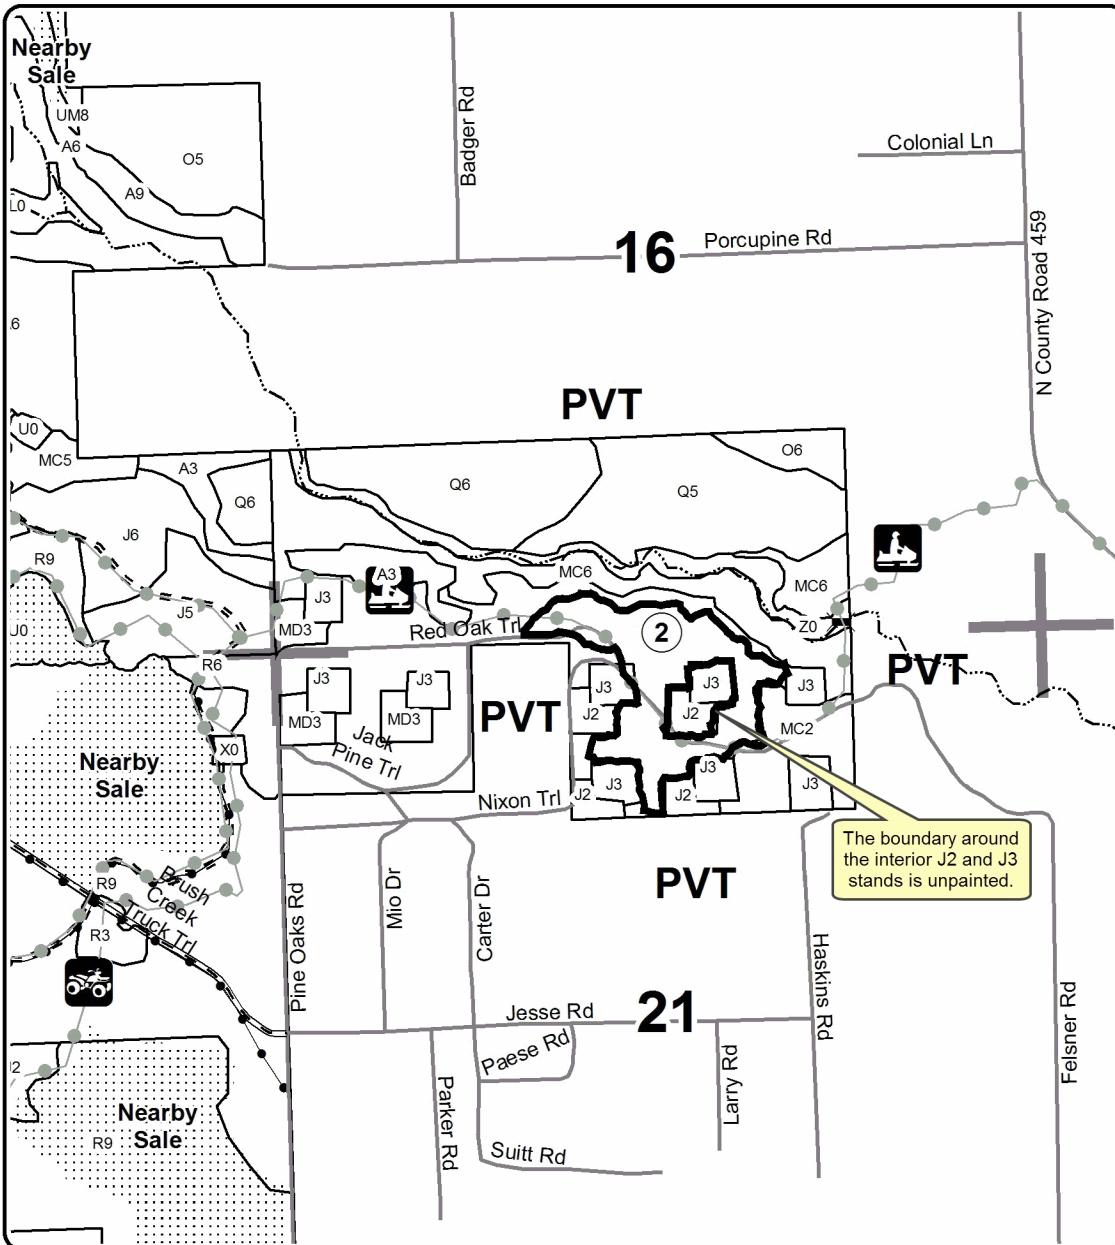 Nearby
Sale
UM8
A6
O5
A9
L0
Badger Rd
Colonial Ln
16
Porcupine Rd
N County Road 459
PVT
U0
MC5
A3
Q6
Q6
Q5
O6
J6
R9
J5
U0
R6
A3
J3
MD3
Red Oak Trl
MC6
MC6
Z0
2
PVT
J3
MD3
J3
MD3
Jack
Pine Trl
PVT
J3
J2
J3
J2
J3
MC2
X0
Nearby
Sale
Nixon Trl
J2
J3
J2
J3
J3
The boundary around
the interior J2 and J3
stands is unpainted.
PVT
R9
Brush
Creek
Truck Trl
R3
Pine Oaks Rd
Mio Dr
Carter Dr
Haskins Rd
Felsner Rd
Jesse Rd
21
Paese Rd
Parker Rd
Larry Rd
Suitt Rd
Nearby
Sale
R9